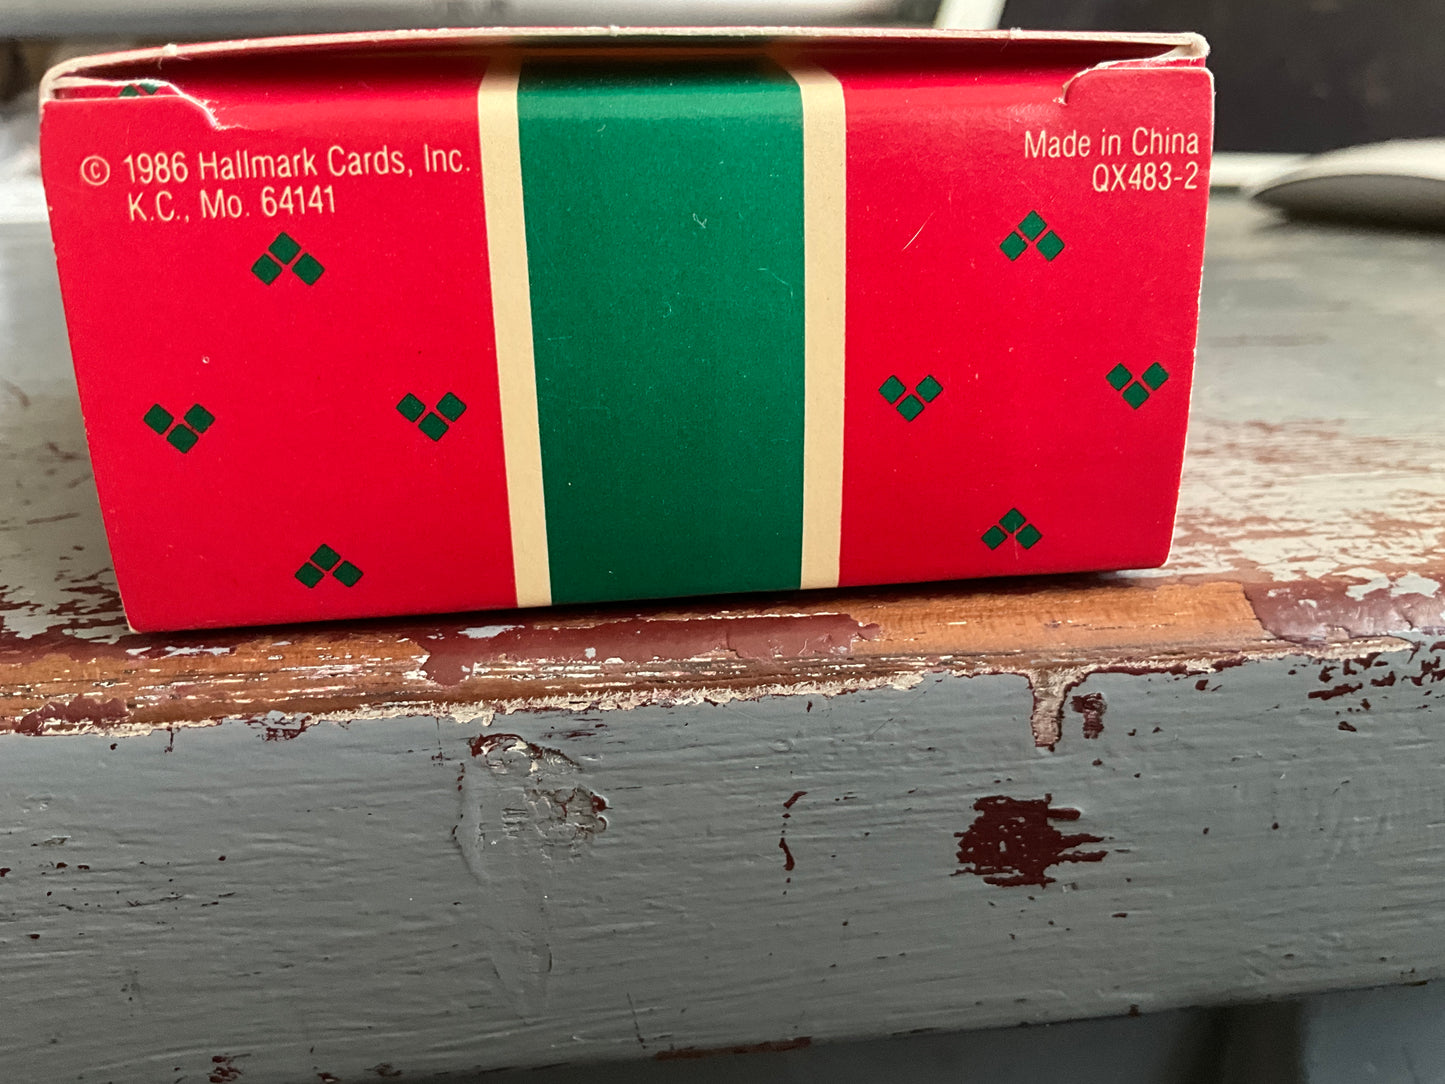 © 1986 Hallmark Cards, Inc.
K.C., Mo. 64141
Made in China
QX483-2